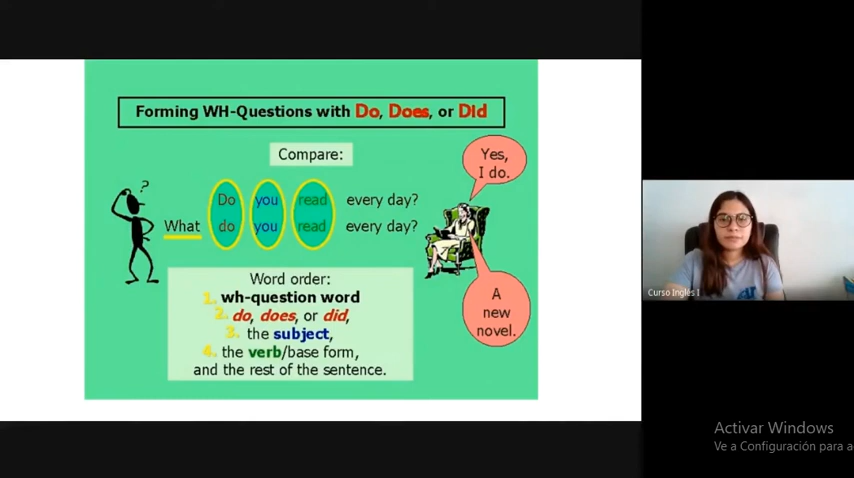 Forming WH-Questions with Do, Does, or Did
Compare:
Yes,
I do.
?
Do you read every day?
What do you read every day?
Word order:
1. wh-question word
2. do, does, or did,
3. the subject,
4. the verb/base form,
and the rest of the sentence.
A
new
novel.
Curso Inglés I
Activar Windows
Ve a Configuración para a